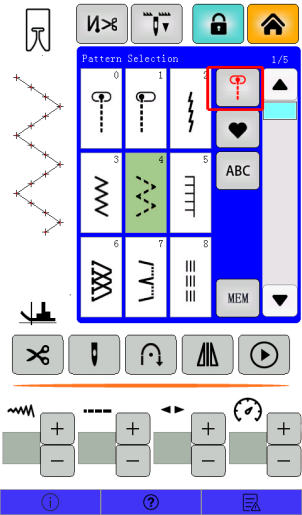 Pattern Selection 1/5
0 1 2
3 4 5
ABC
6 7 8
MEM
?